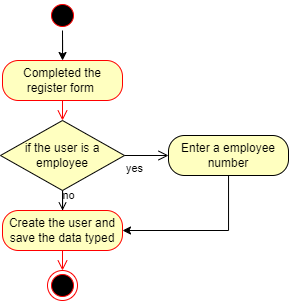 Completed the
register form
if the user is a
employee
yes
Enter a employee
number
no
Create the user and
save the data typed